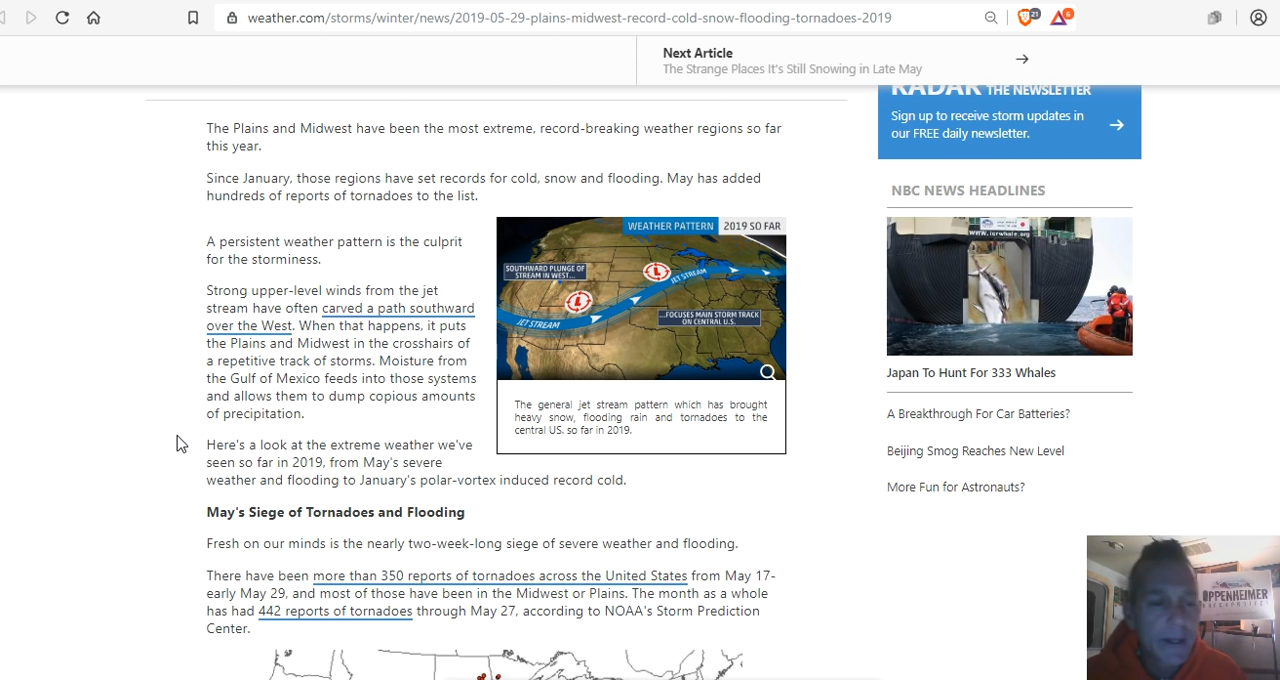 weather.com/storms/winter/news/2019-05-29-plains-midwest-record-cold-snow-flooding-tornadoes-2019
21
6
Next Article
The Strange Places It's Still Snowing in Late May
RADAR THE NEWSLETTER
Sign up to receive storm updates in
our FREE daily newsletter.
The Plains and Midwest have been the most extreme, record-breaking weather regions so far
this year.
Since January, those regions have set records for cold, snow and flooding. May has added
hundreds of reports of tornadoes to the list.
A persistent weather pattern is the culprit
for the storminess.
Strong upper-level winds from the jet
stream have often carved a path southward
over the West. When that happens, it puts
the Plains and Midwest in the crosshairs of
a repetitive track of storms. Moisture from
the Gulf of Mexico feeds into those systems
and allows them to dump copious amounts
of precipitation.
WEATHER PATTERN 2019 SO FAR
SOUTHWARD PLUNGE OF
STREAM IN WEST...
L
JET STREAM
L
...FOCUSES MAIN STORM TRACK
ON CENTRAL U.S.
JET STREAM
The general jet stream pattern which has brought
heavy snow, flooding rain and tornadoes to the
central US. so far in 2019.
Here's a look at the extreme weather we've
seen so far in 2019, from May's severe
weather and flooding to January's polar-vortex induced record cold.
May's Siege of Tornadoes and Flooding
Fresh on our minds is the nearly two-week-long siege of severe weather and flooding.
There have been more than 350 reports of tornadoes across the United States from May 17-
early May 29, and most of those have been in the Midwest or Plains. The month as a whole
has had 442 reports of tornadoes through May 27, according to NOAA's Storm Prediction
Center.
NBC NEWS HEADLINES
www.icrwhale.org
Japan To Hunt For 333 Whales
A Breakthrough For Car Batteries?
Beijing Smog Reaches New Level
More Fun for Astronauts?
OPPENHEIMER